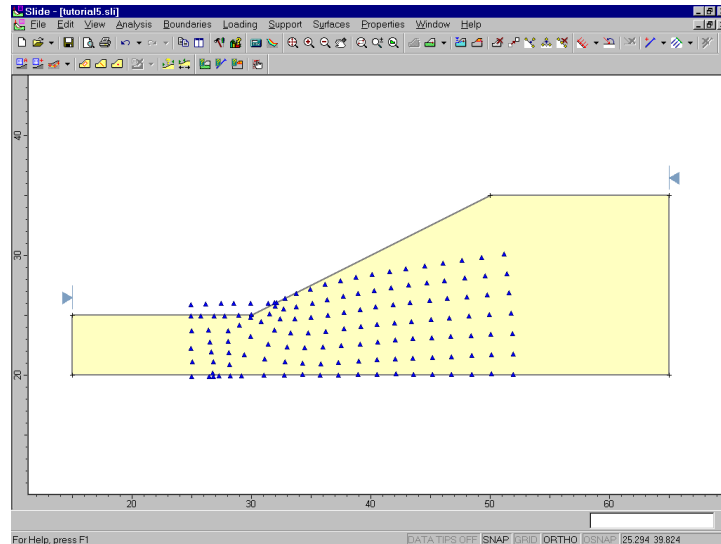 Slide - [tutorial5.sli]
File Edit View Analysis Boundaries Loading Support Surfaces Properties Window Help
40
30
20
20 30 40 50 60
For Help, press F1 DATA TIPS OFF SNAP GRID ORTHO OSNAP 25.294 39.824